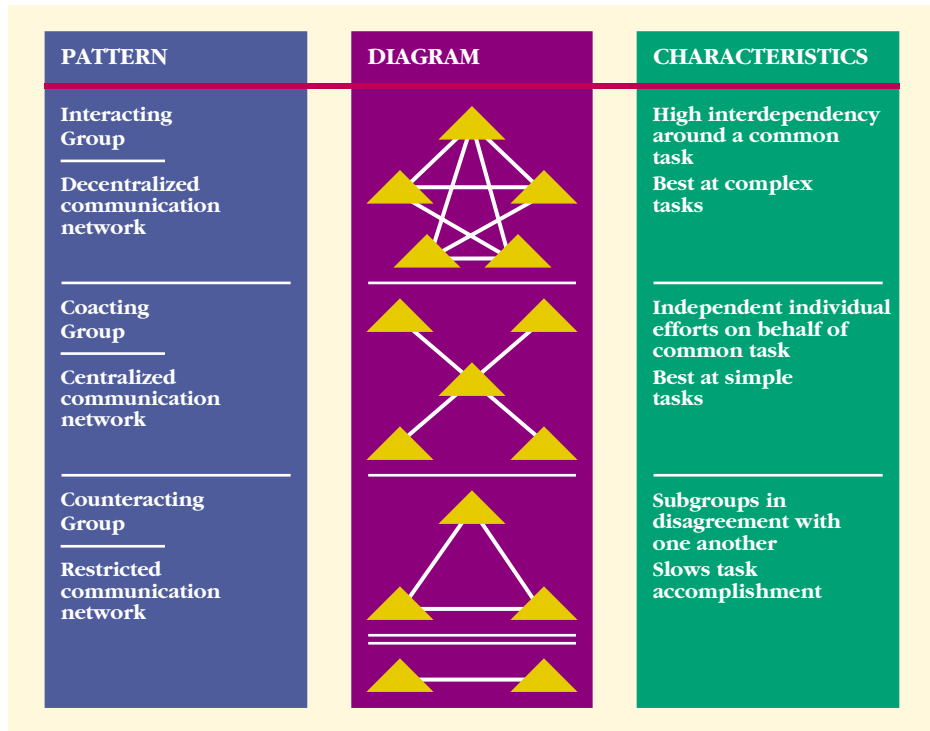 PATTERN
DIAGRAM
CHARACTERISTICS
Interacting
Group
Decentralized
communication
network
High interdependency
around a common
task
Best at complex
tasks
Coacting
Group
Centralized
communication
network
Independent individual
efforts on behalf of
common task
Best at simple
tasks
Counteracting
Group
Restricted
communication
network
Subgroups in
disagreement with
one another
Slows task
accomplishment